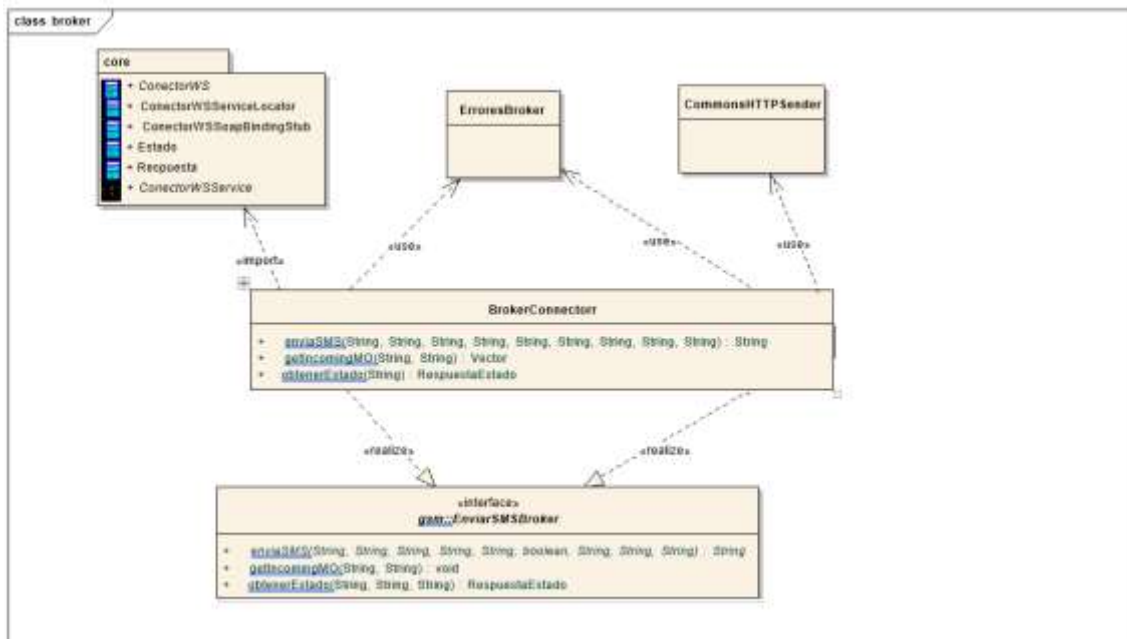 class broker
core
+ ConectorWS
+ ConectorWSServiceLocator
+ ConectorWSSoapBindingStub
+ Estado
+ Respuesta
+ ConectorWSService
ErroresBroker
CommonsHTTPSender
«import»
«use»
«use»
«use»
BrokerConnectorr
+ enviaSMS(String, String, String, String, String, String, String, String, String) : String
+ getIncomingMO(String, String) : Vector
+ obtenerEstado(String) : RespuestaEstado
«realize»
«realize»
«interface»
gsm::EnviarSMSBroker
+ enviaSMS(String, String, String, String, String, boolean, String, String, String) : String
+ getIncomingMO(String, String) : void
+ obtenerEstado(String, String, String) : RespuestaEstado